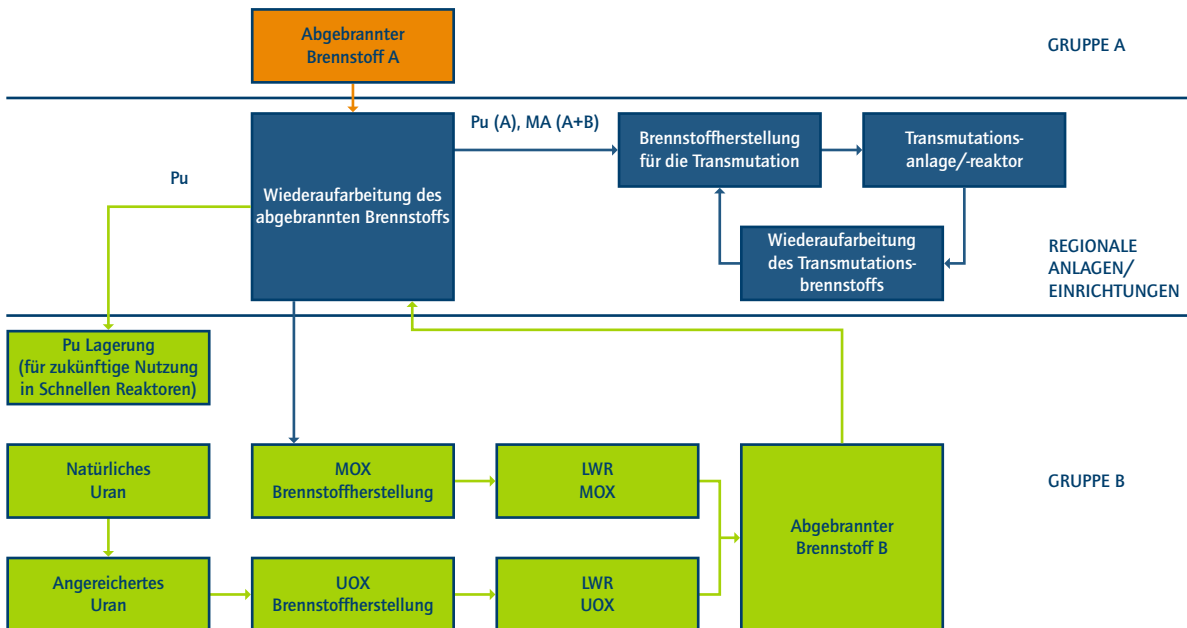 Abgebrannter
Brennstoff A
GRUPPE A
Pu (A), MA (A+B)
Brennstoffherstellung
für die Transmutation
Transmutations-
anlage/-reaktor
Pu
Wiederaufarbeitung des
abgebrannten Brennstoffs
Wiederaufarbeitung
des Transmutations-
brennstoffs
REGIONALE
ANLAGEN/
EINRICHTUNGEN
Pu Lagerung
(für zukünftige Nutzung
in Schnellen Reaktoren)
Natürliches
Uran
MOX
Brennstoffherstellung
LWR
MOX
Abgebrannter
Brennstoff B
GRUPPE B
Angereichertes
Uran
UOX
Brennstoffherstellung
LWR
UOX